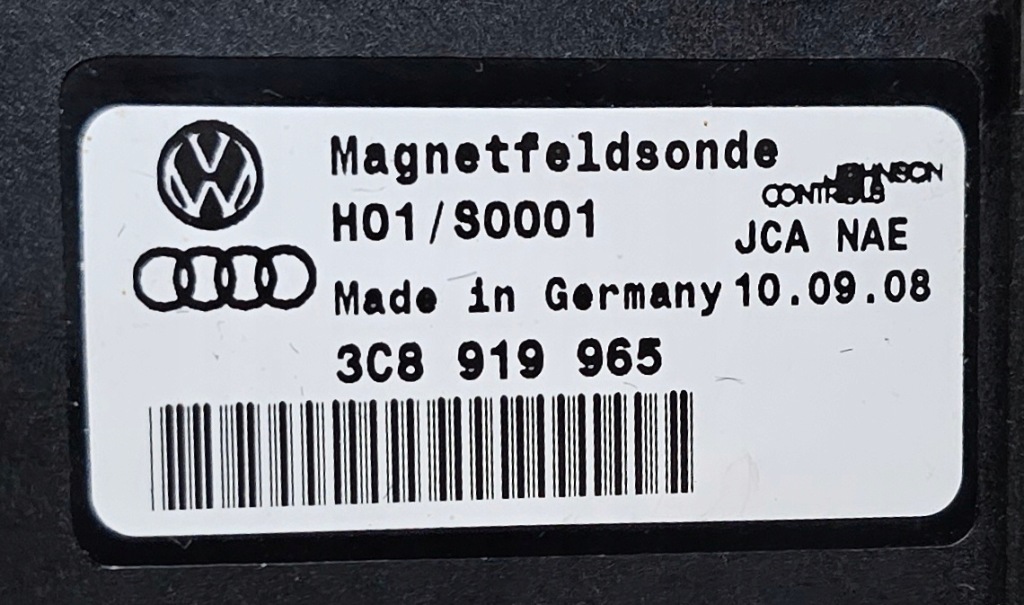 Magnetfeldsonde
H01/S0001
JOHNSON
CONTROLS
JCA NAE
Made in Germany 10.09.08
3C8 919 965